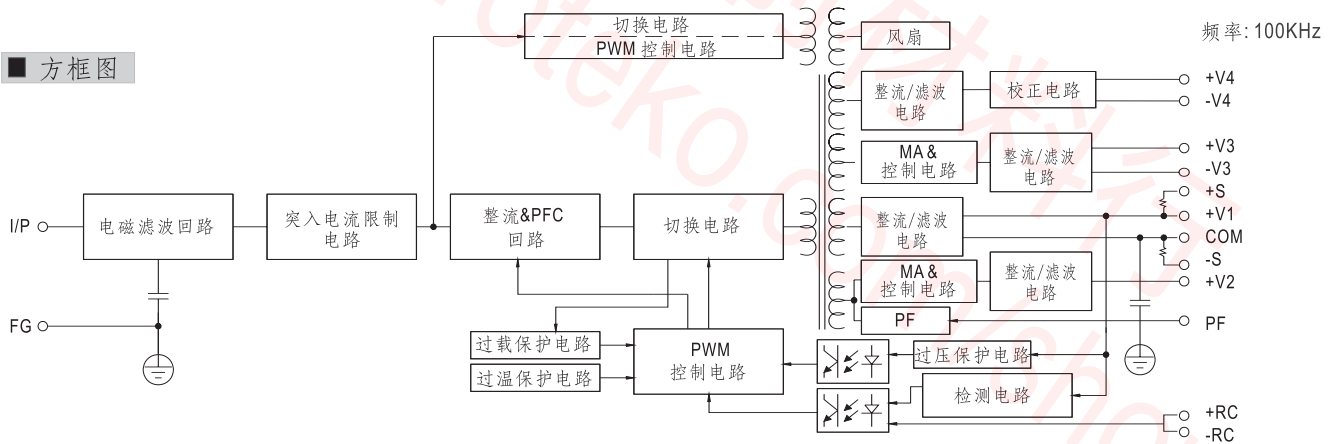 ■ 方框图
频率: 100KHz
切换电路
PWM 控制电路
风扇
整流/滤波
电路
校正电路
+V4
-V4
MA &
控制电路
整流/滤波
电路
+V3
-V3
+S
I/P
电磁滤波回路
突入电流限制
电路
整流&PFC
回路
切换电路
整流/滤波
电路
+V1
COM
-S
MA &
控制电路
整流/滤波
电路
+V2
PF
PF
FG
过载保护电路
过温保护电路
PWM
控制电路
过压保护电路
检测电路
+RC
-RC